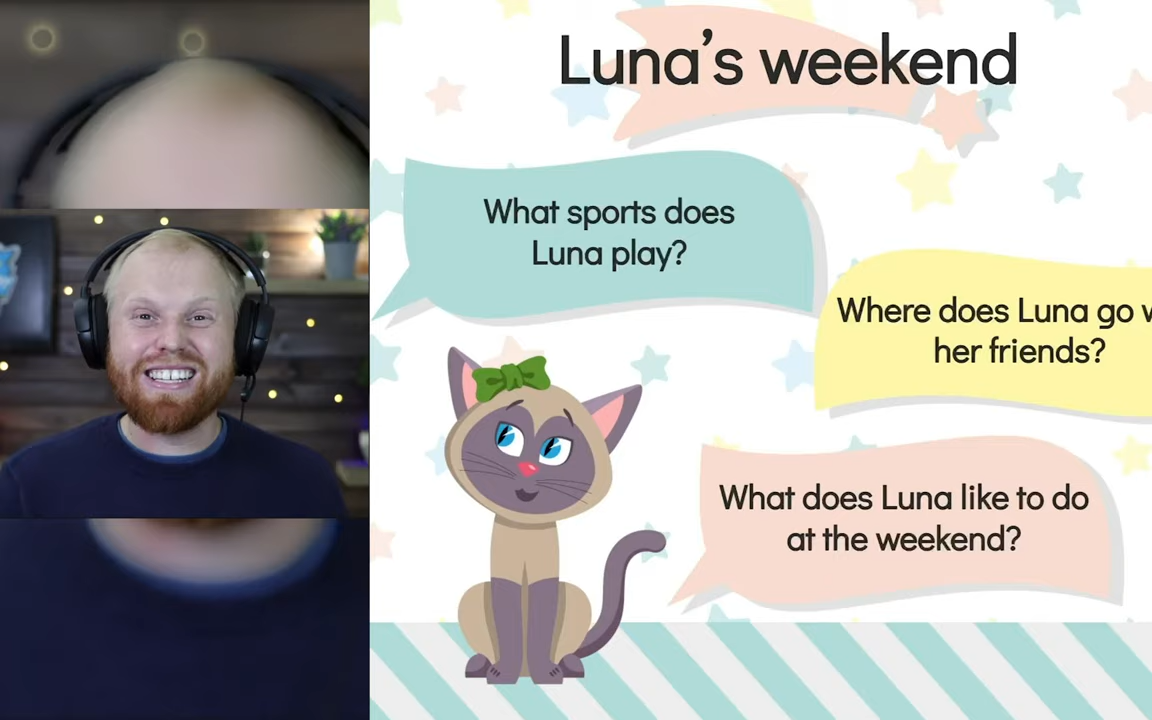 Luna's weekend
What sports does
Luna play?
Where does Luna go
her friends?
What does Luna like to do
at the weekend?